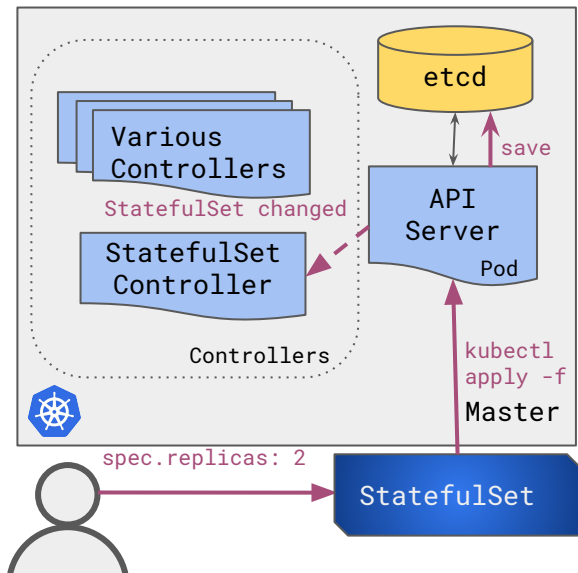 etcd
Various
Controllers
save
StatefulSet changed
API
Server
Pod
StatefulSet
Controller
Controllers
kubectl
apply -f
Master
spec.replicas: 2
StatefulSet